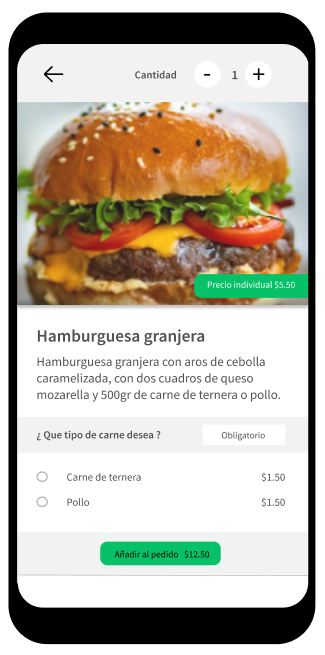 Cantidad - 1 +
Precio individual $5.50
Hamburguesa granjera
Hamburguesa granjera con aros de cebolla
caramelizada, con dos cuadros de queso
mozarella y 500gr de carne de ternera o pollo.
¿ Que tipo de carne desea ? Obligatorio
Carne de ternera $1.50
Pollo $1.50
Añadir al pedido $12.50